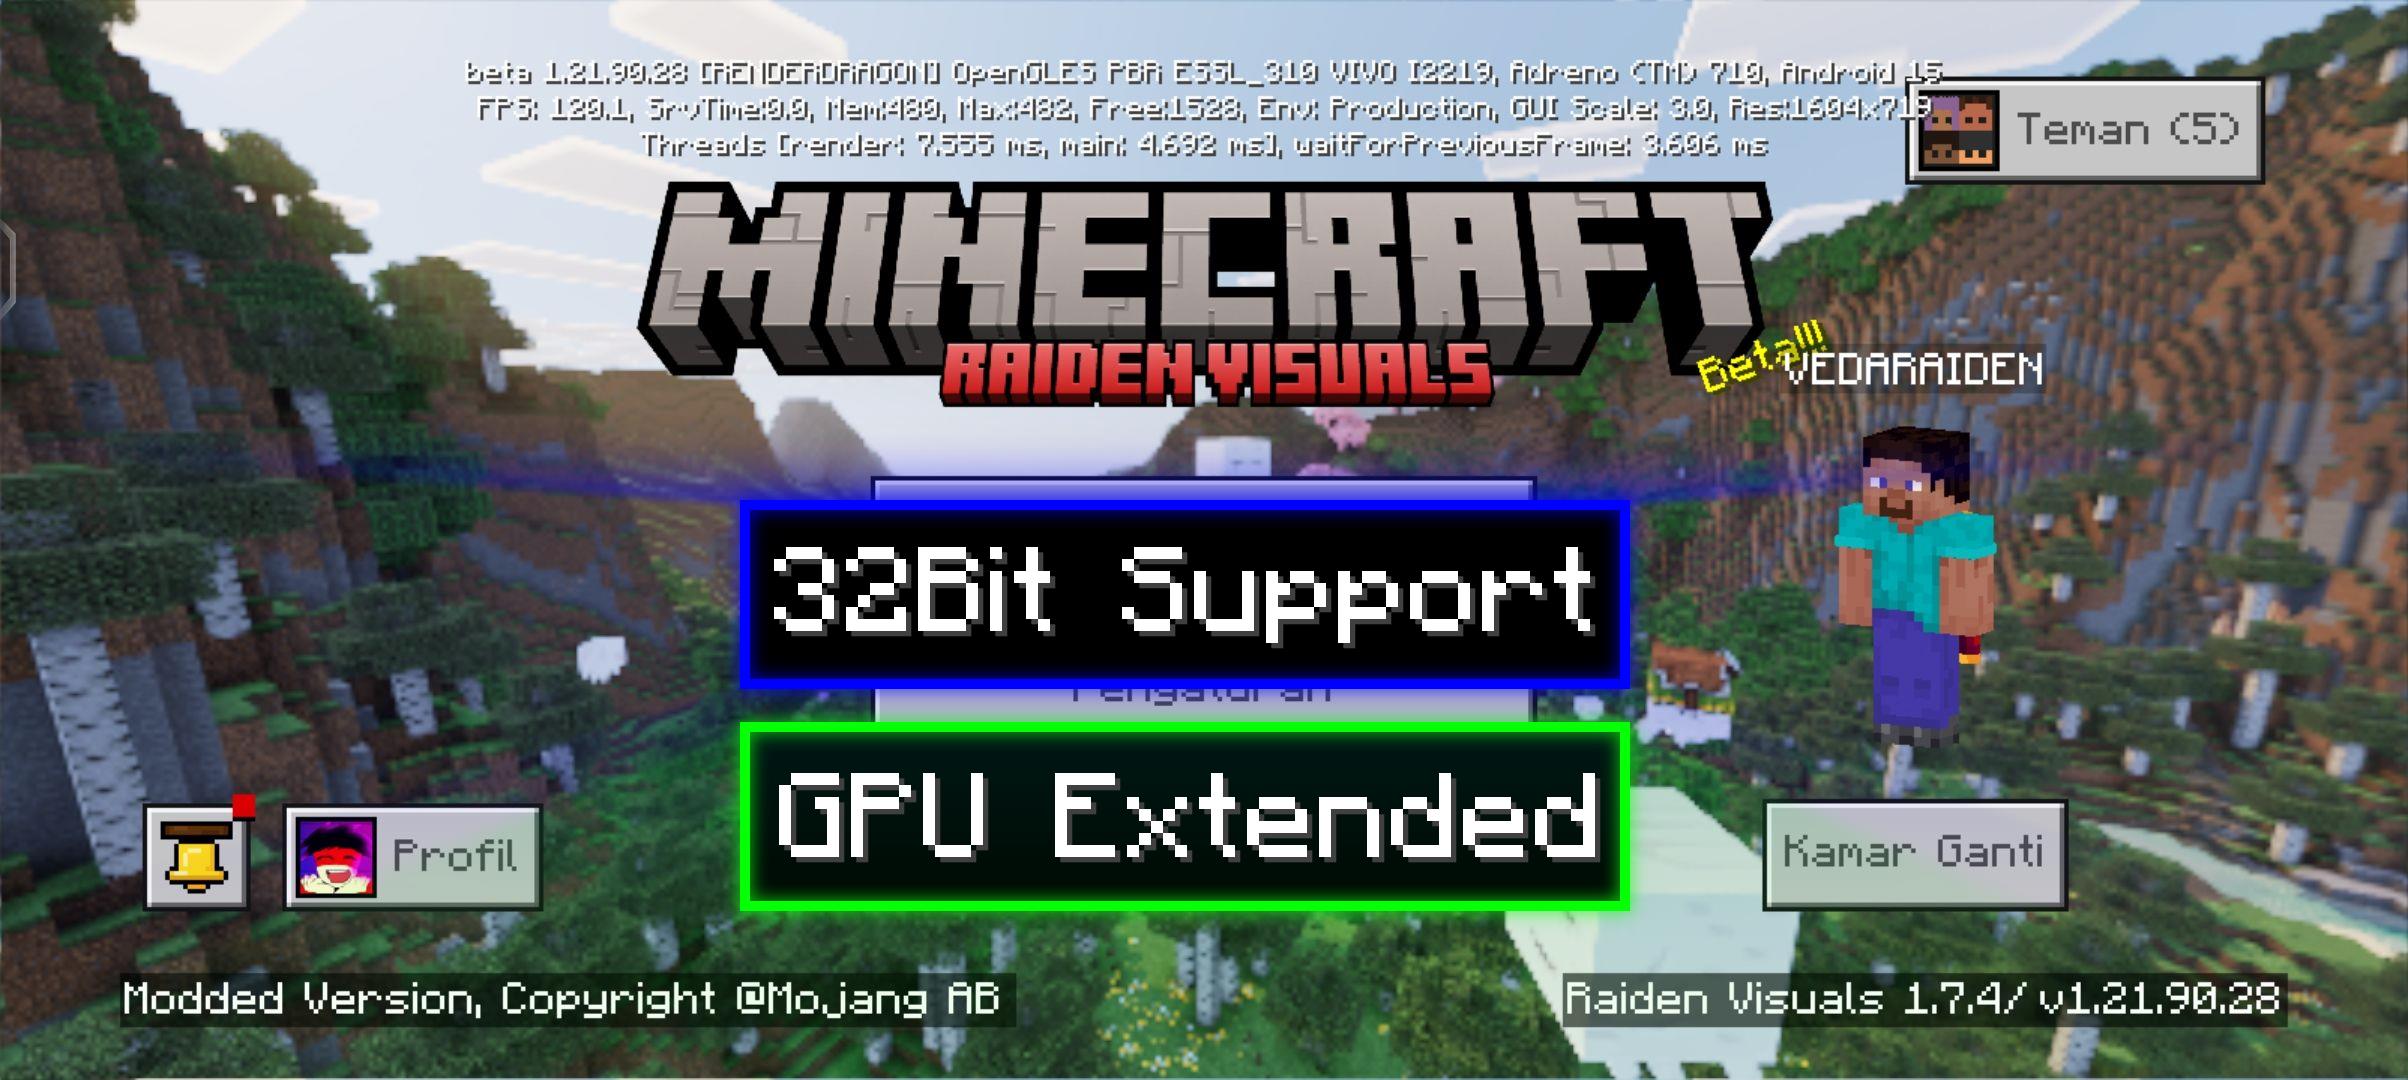 beta 1.21.90.28 [RENDERDRAGON] OpenGLES PBR ESSL_310 VIVO I2219, Adreno (TM) 710, Android 15
FPS: 120.1, SrvTime:0.0, Mem:480, Max:482, Free:1528, Env: Production, GUI Scale: 3.0, Res:1604x719
Threads [render: 7.555 ms, main: 4.692 ms], waitForPreviousFrame: 3.606 ms
Teman (5)
MINECRAFT
RAIDEN VISUALS
Beta!!!
VEDARAIDEN
32Bit Support
Pengaturan
GPU Extended
Profil
Kamar Ganti
Modded Version, Copyright @Mojang AB
Raiden Visuals 1.7.4/ v1.21.90.28